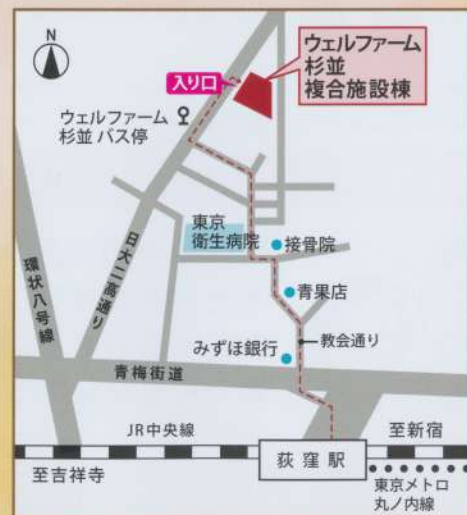 N
ウェルファーム
杉並
複合施設棟
入り口
ウェルファーム
杉並 バス停
東京
衛生病院
接骨院
青果店
日大二高通り
環状八号線
教会通り
みずほ銀行
青梅街道
JR中央線
至新宿
荻窪駅
至吉祥寺
東京メトロ
丸ノ内線